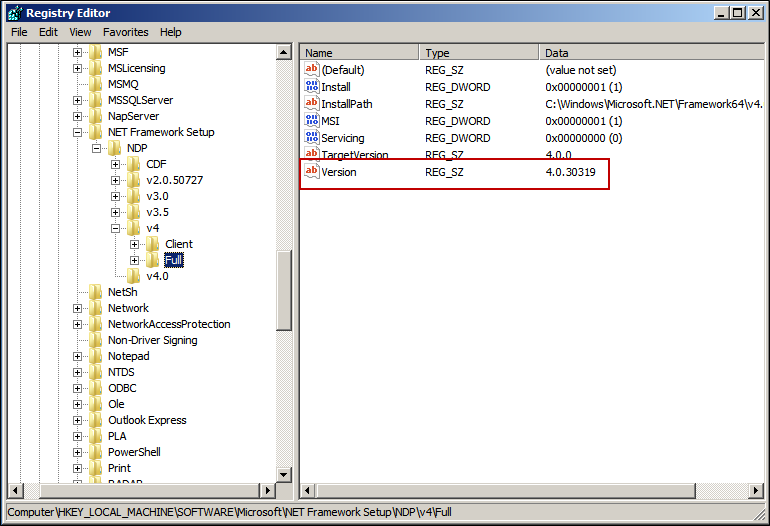 Registry Editor
File Edit View Favorites Help
MSF
MSLicensing
MSMQ
MSSQLServer
NapServer
NET Framework Setup
NDP
CDF
v2.0.50727
v3.0
v3.5
v4
Client
Full
v4.0
NetSh
Network
NetworkAccessProtection
Non-Driver Signing
Notepad
NTDS
ODBC
Ole
Outlook Express
PLA
PowerShell
Print
RADAR
Name Type Data
(Default) REG_SZ (value not set)
Install REG_DWORD 0x00000001 (1)
InstallPath REG_SZ C:\Windows\Microsoft.NET\Framework64\v4.
MSI REG_DWORD 0x00000001 (1)
Servicing REG_DWORD 0x00000000 (0)
TargetVersion REG_SZ 4.0.0
Version REG_SZ 4.0.30319
Computer\HKEY_LOCAL_MACHINE\SOFTWARE\Microsoft\NET Framework Setup\NDP\v4\Full